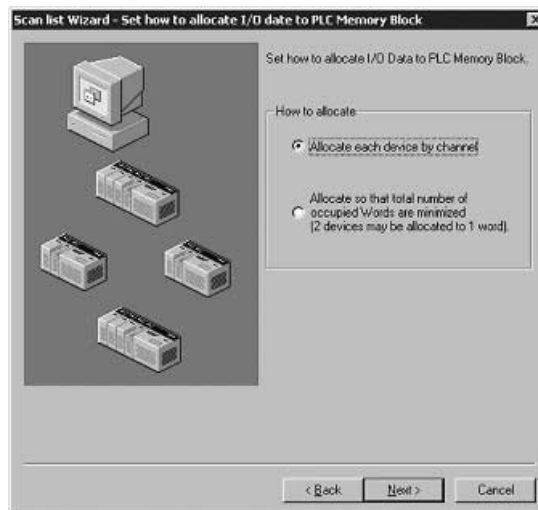 Scan list Wizard - Set how to allocate I/O date to PLC Memory Block
Set how to allocate I/O Data to PLC Memory Block.
How to allocate
Allocate each device by channel
Allocate so that total number of
occupied Words are minimized
(2 devices may be allocated to 1 word).
< Back
Next >
Cancel